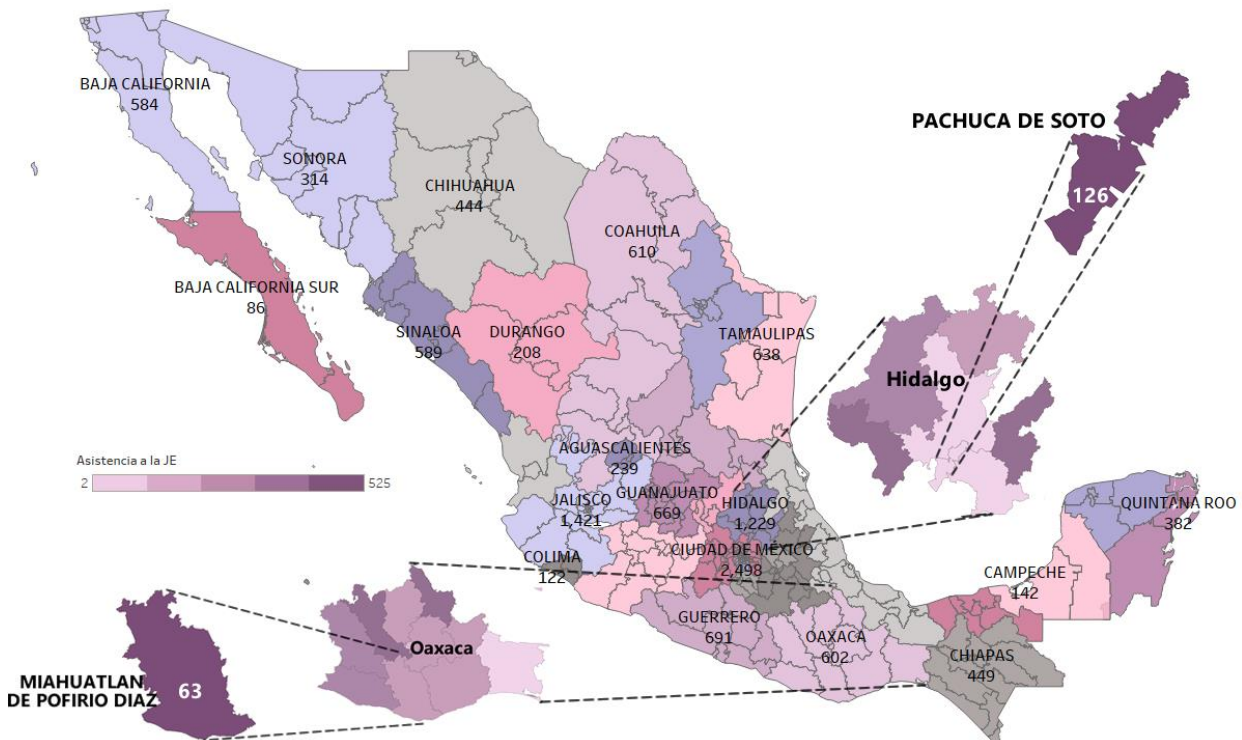 BAJA CALIFORNIA
584
SONORA
314
CHIHUAHUA
444
COAHUILA
610
PACHUCA DE SOTO
126
BAJA CALIFORNIA SUR
86
SINALOA
589
DURANGO
208
TAMAULIPAS
638
Hidalgo
Asistencia a la JE
2
525
AGUASCALIENTES
239
JALISCO
1,421
GUANAJUATO
669
HIDALGO
1,229
QUINTANA ROO
382
COLIMA
122
CIUDAD DE MÉXICO
2,498
CAMPECHE
142
GUERRERO
691
OAXACA
602
CHIAPAS
449
Oaxaca
MIAHUATLAN
DE POFIRIO DIAZ
63